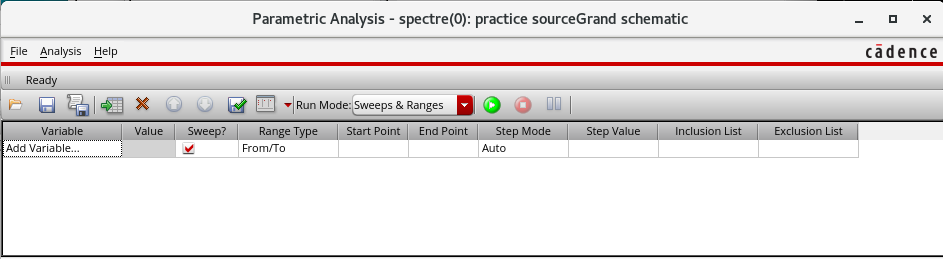 Parametric Analysis - spectre(0): practice sourceGrand schematic
File Analysis Help cādence
Ready
Run Mode: Sweeps & Ranges
Variable Value Sweep? Range Type Start Point End Point Step Mode Step Value Inclusion List Exclusion List
Add Variable... From/To Auto